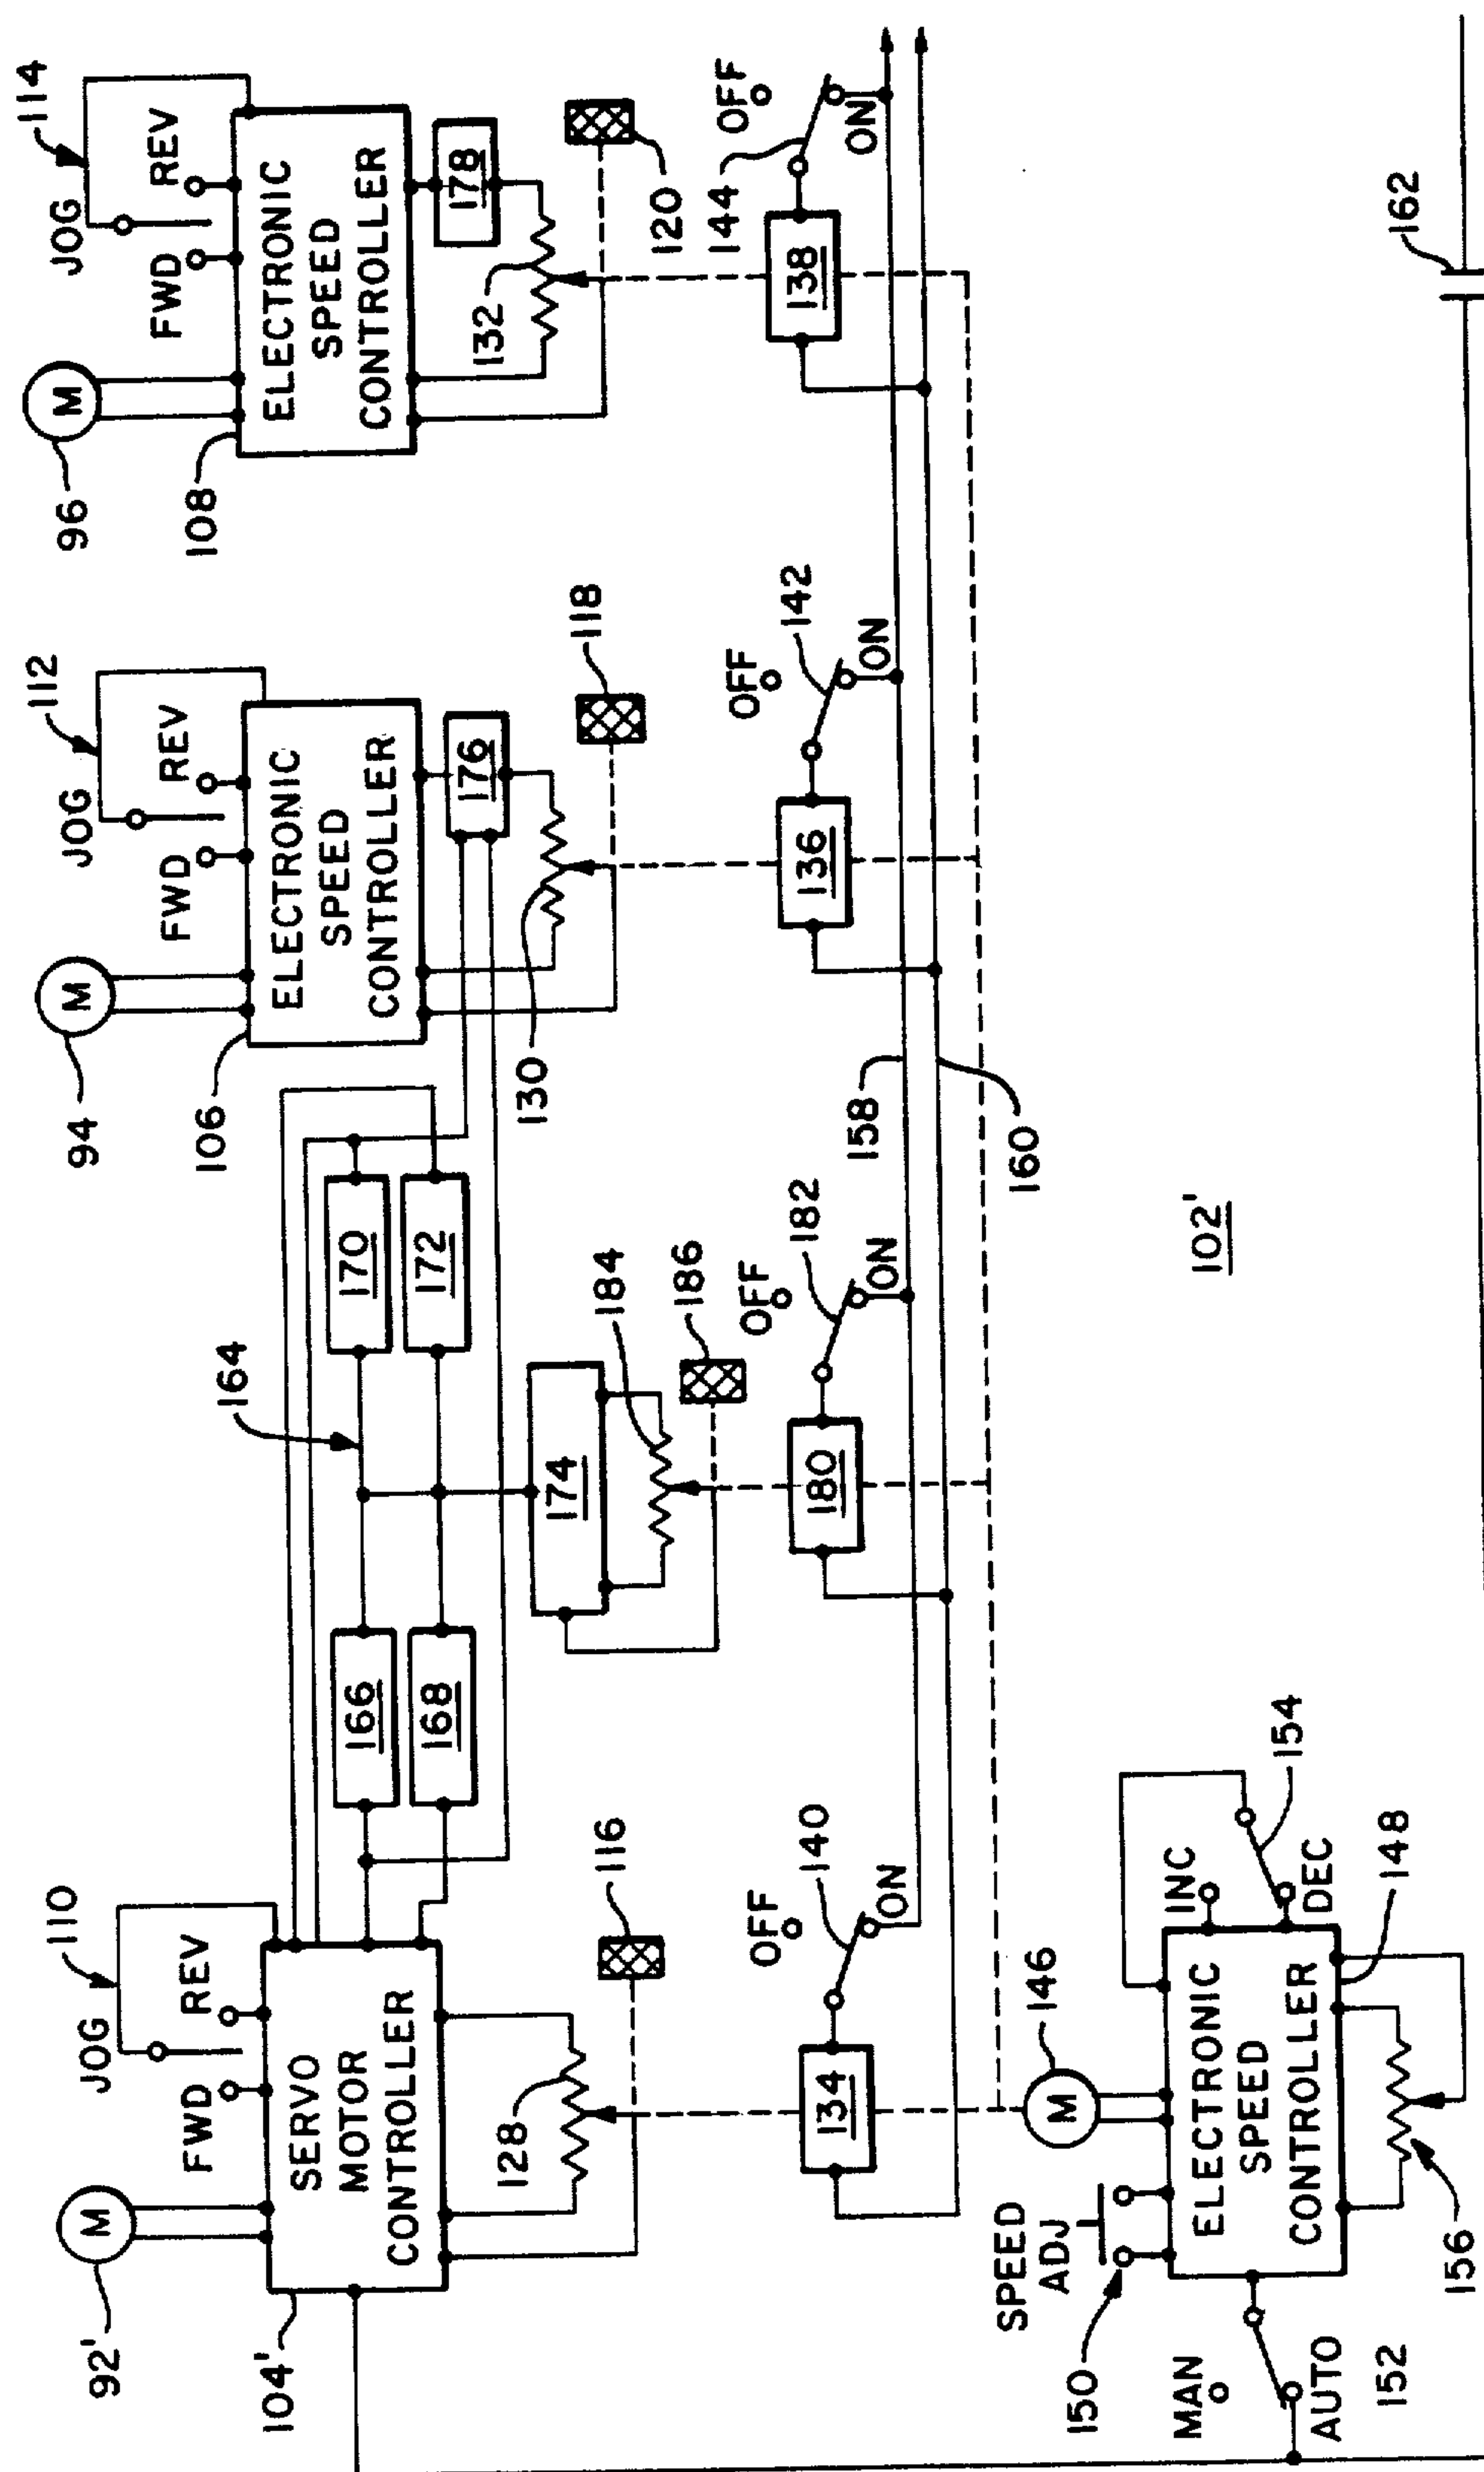 92'
M
104'
FWD
JOG
REV
110
SERVO
MOTOR
CONTROLLER
128
116
166
168
164
170
172
174
184
186
94
M
106
FWD
JOG
REV
112
ELECTRONIC
SPEED
CONTROLLER
130
176
118
96
M
108
FWD
JOG
REV
114
ELECTRONIC
SPEED
CONTROLLER
132
178
120
134
OFF
140
ON
180
OFF
182
ON
136
OFF
142
ON
138
144
OFF
ON
158
160
MAN
AUTO
152
150
SPEED
ADJ
M
146
ELECTRONIC
SPEED
CONTROLLER
INC
DEC
154
148
156
102'
162